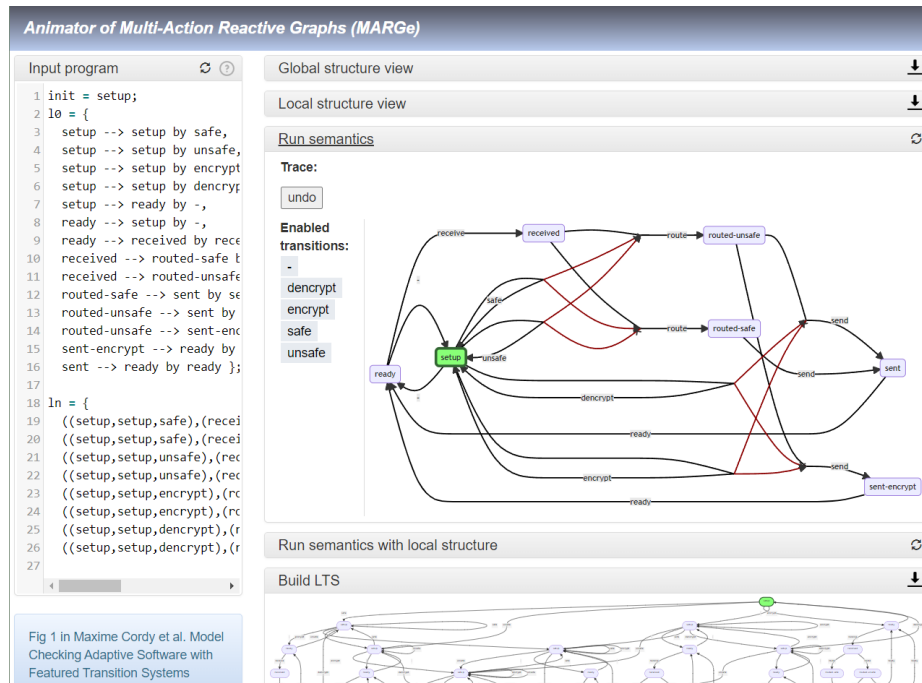 Animator of Multi-Action Reactive Graphs (MARGe)
Input program
?
1 init = setup;
2 l0 = {
3 setup --> setup by safe,
4 setup --> setup by unsafe,
5 setup --> setup by encrypt
6 setup --> setup by dencryp
7 setup --> ready by -,
8 ready --> setup by -,
9 ready --> received by rece
10 received --> routed-safe b
11 received --> routed-unsafe
12 routed-safe --> sent by se
13 routed-unsafe --> sent by
14 routed-unsafe --> sent-enc
15 sent-encrypt --> ready by
16 sent --> ready by ready };
17
18 ln = {
19 ((setup,setup,safe),(recei
20 ((setup,setup,safe),(recei
21 ((setup,setup,unsafe),(rec
22 ((setup,setup,unsafe),(rec
23 ((setup,setup,encrypt),(ro
24 ((setup,setup,encrypt),(ro
25 ((setup,setup,dencrypt),(r
26 ((setup,setup,dencrypt),(r
27
Fig 1 in Maxime Cordy et al. Model
Checking Adaptive Software with
Featured Transition Systems
Global structure view
Local structure view
Run semantics
Trace:
undo
Enabled
transitions:
-
dencrypt
encrypt
safe
unsafe
receive
received
route
routed-unsafe
-
safe
route
routed-safe
send
setup
unsafe
ready
send
sent
-
dencrypt
ready
encrypt
send
sent-encrypt
ready
Run semantics with local structure
Build LTS